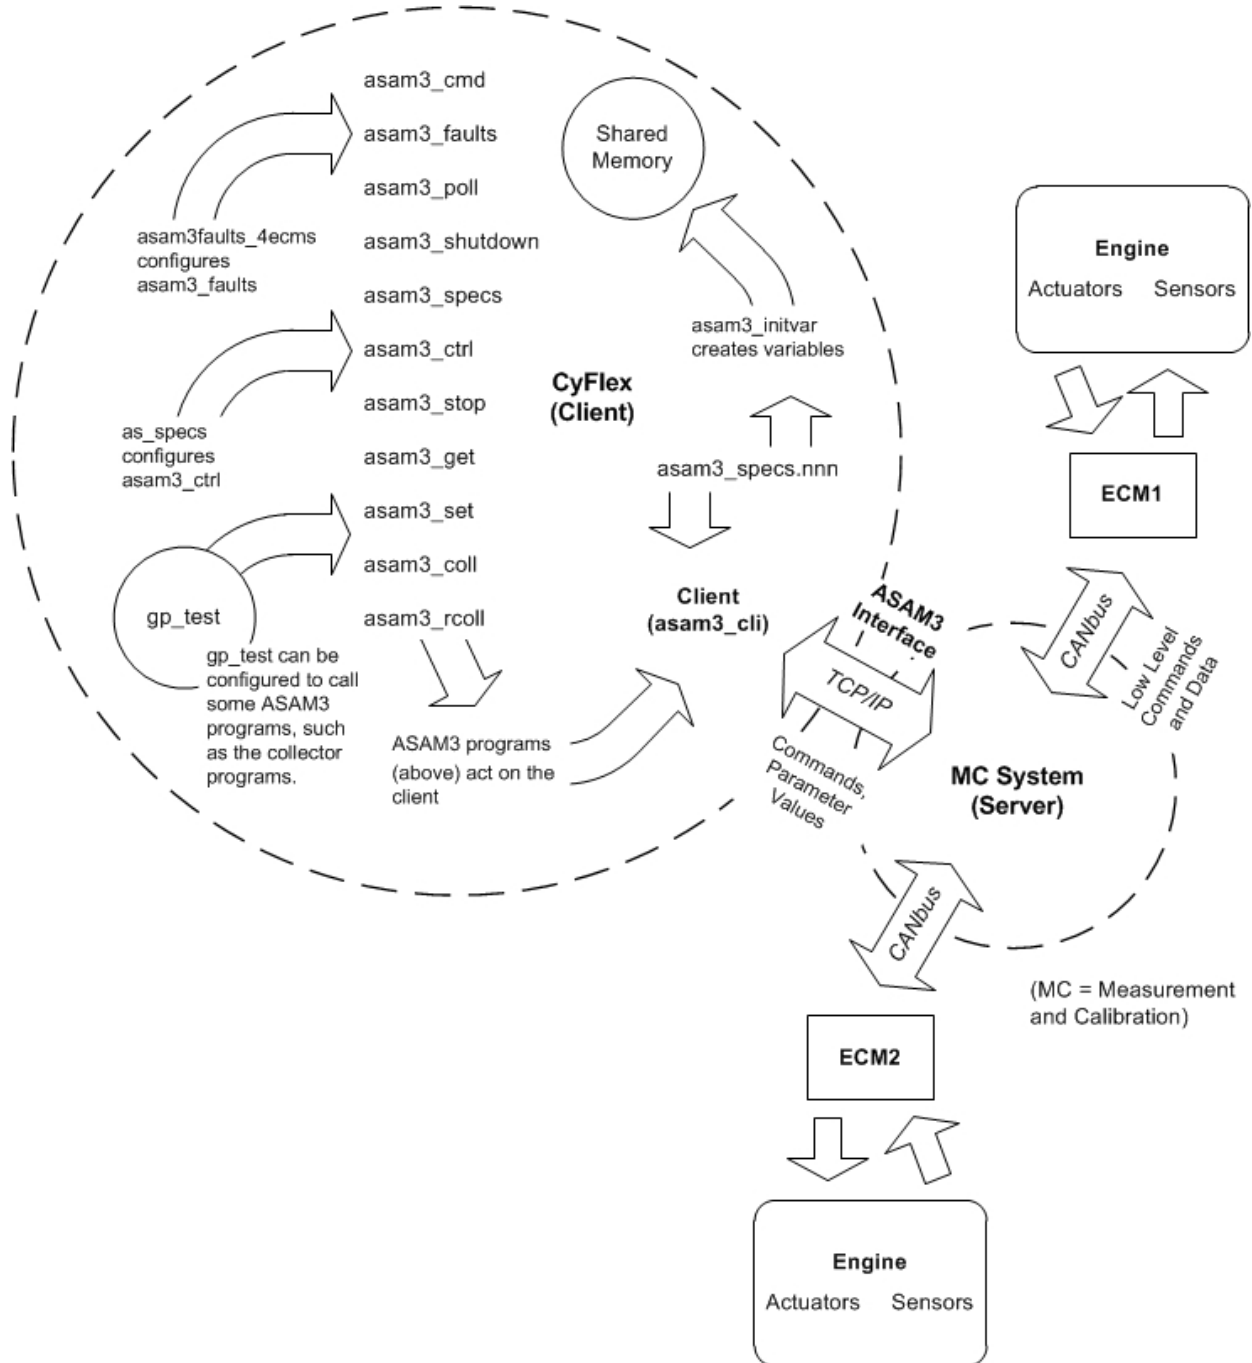 asam3_cmd
asam3_faults
asam3_poll
asam3_shutdown
asam3_specs
asam3_ctrl
asam3_stop
asam3_get
asam3_set
asam3_coll
asam3_rcoll
asam3faults_4ecms
configures
asam3_faults
as_specs
configures
asam3_ctrl
gp_test
gp_test can be
configured to call
some ASAM3
programs, such
as the collector
programs.
ASAM3 programs
(above) act on the
client
Shared
Memory
asam3_initvar
creates variables
CyFlex
(Client)
asam3_specs.nnn
Client
(asam3_cli)
ASAM3
Interface
TCP/IP
Commands,
Parameter
Values
MC System
(Server)
Engine
Actuators Sensors
ECM1
CANbus
Low Level
Commands
and Data
CANbus
(MC = Measurement
and Calibration)
ECM2
Engine
Actuators Sensors